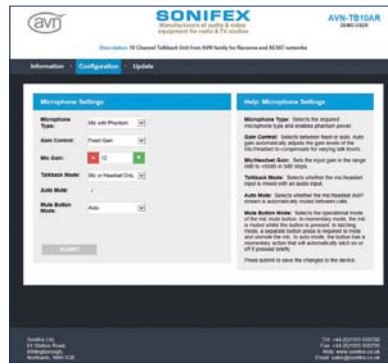 avn
SONIFEX
Manufacturers of audio & video
equipment for radio & TV studios
AVN-TB10AR
DEMO USER
Description: 10 Channel Talkback Unit from AVN family for Ravenna and AES67 networks
Information
Configuration
Update
Microphone Settings:
Microphone Type:
Mic with Phantom
Gain Control:
Fixed Gain
Mic Gain:
12
Talkback Mode:
Mic or Headset Only
Auto Mute:
Mute Button Mode:
Auto
SUBMIT
Help: Microphone Settings
Microphone Type: Selects the required
microphone type and enables phantom power.
Gain Control: Selects between fixed or auto. Auto
gain automatically adjusts the gain levels of the
Mic/Headset to compensate for varying talk levels.
Mic/Headset Gain: Sets the input gain in the range
0dB to +60dB in 5dB steps.
Talkback Mode: Selects whether the mic/headset
input is mixed with an audio input.
Auto Mute: Selects whether the mic/headset AoIP
stream is automatically muted between calls.
Mute Button Mode: Selects the operational mode
of the mic mute button. In momentary mode, the mic
is muted whilst the button is pressed. In latching
mode, a separate button press is required to mute
and unmute the mic. In auto mode, the button has a
momentary action that will automatically latch on or
off if pressed briefly.
Press submit to save the changes to the device.
Sonifex Ltd,
61 Station Road,
Irthlingborough,
Northants, NN9 5QE
Web: www.sonifex.co.uk
Email: sales@sonifex.co.uk